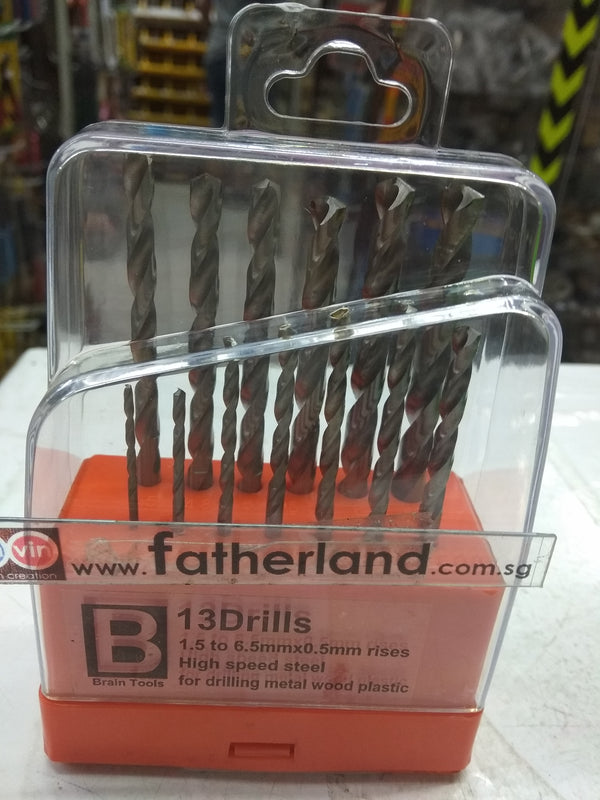 vin
creation
www.fatherland.com.sg
B
Brain Tools
13Drills
1.5 to 6.5mmx0.5mm rises
High speed steel
for drilling metal wood plastic